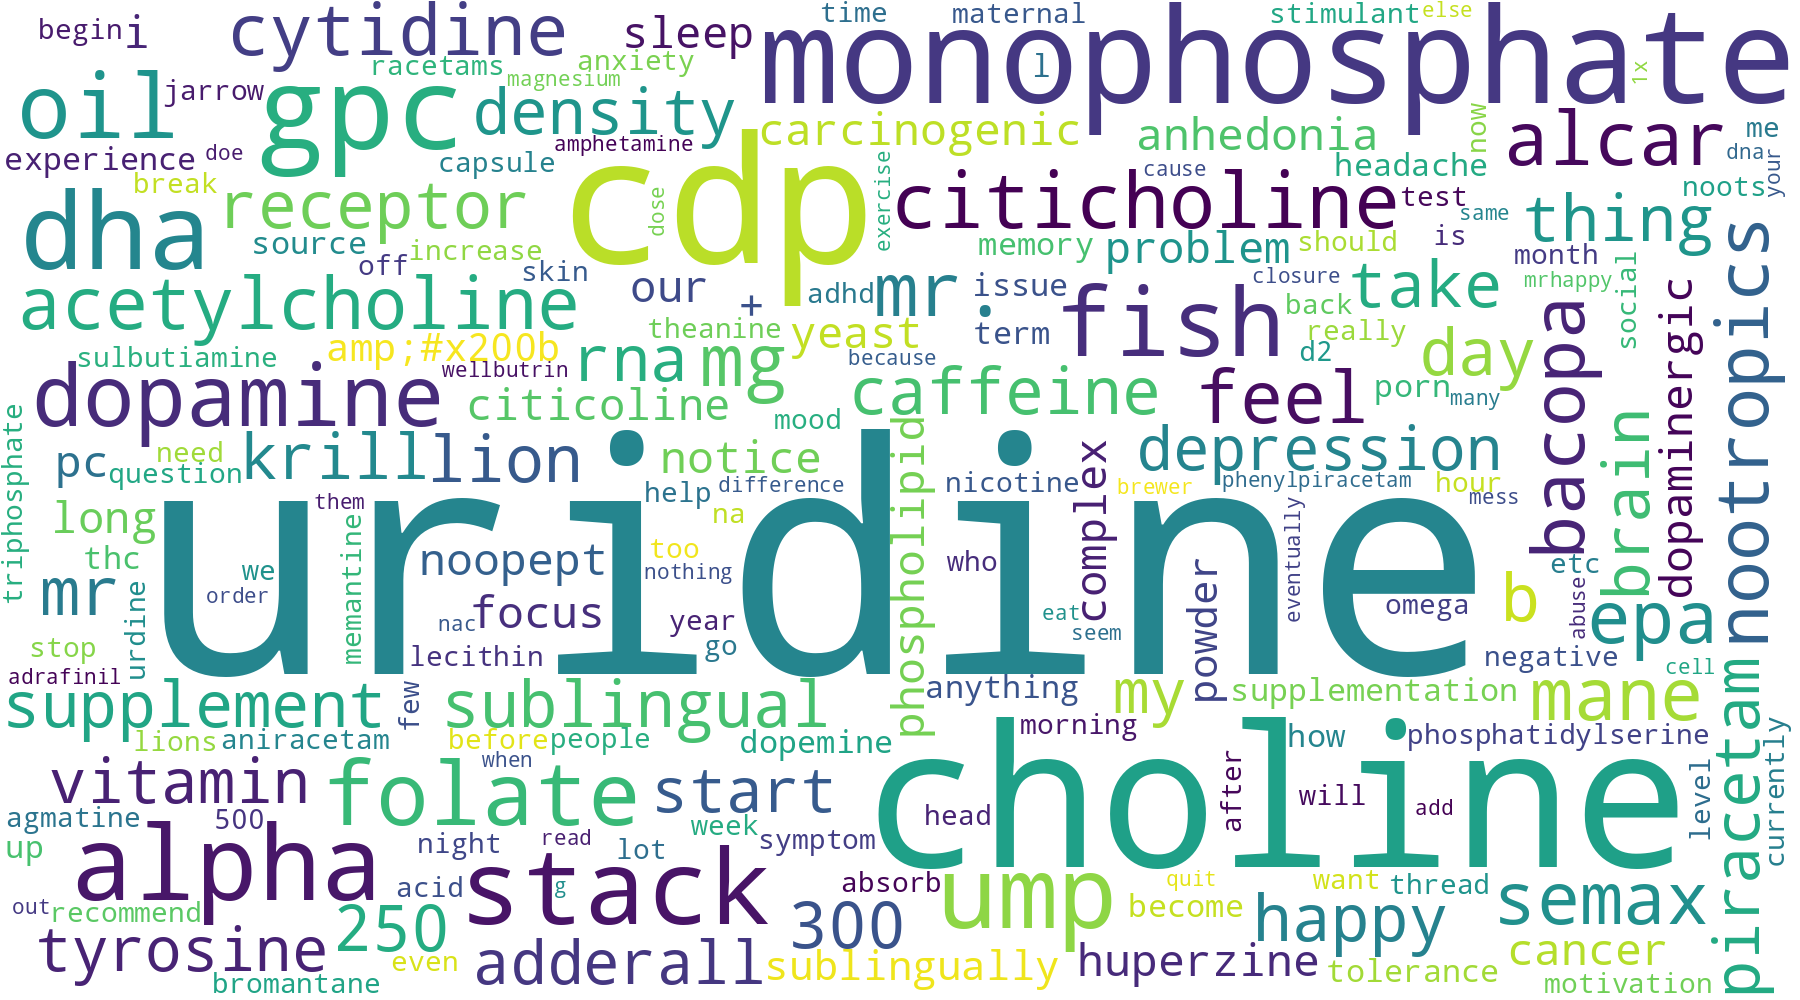 begin
i
cytidine
sleep
time
maternal
stimulant
else
monophosphate
racetams
anxiety
magnesium
l
1x
oil
jarrow
gpc
density
carcinogenic
anhedonia
now
alcar
me
experience
doe
capsule
amphetamine
cdp
exercise
dose
citicholine
cause
headache
test
same
dna
your
noots
break
dha
receptor
source
increase
off
skin
our
+
mr
adhd
memory
issue
problem
should
is
thing
month
mrhappy
social
nootropics
acetylcholine
theanine
yeast
term
fish
closure
back
take
really
d2
bacopa
dopaminergic
amp;#x200b
sulbutiamine
wellbutrin
rna
mg
because
caffeine
feel
day
porn
many
dopamine
citicoline
mood
triphosphate
need
pc
question
krill
lion
notice
phospholipid
depression
brain
them
help
difference
nicotine
complex
brewer
phenylpiracetam
hour
mess
long
na
uridine
eventually
thc
memantine
noopept
too
nothing
who
powder
etc
we
order
mr
urdine
nac
focus
year
go
eat
seem
omega
b
abuse
epa
stop
adrafinil
lecithin
negative
cell
supplement
few
sublingual
anything
my
supplementation
mane
piracetam
lions
aniracetam
before
people
dopemine
morning
how
phosphatidylserine
currently
when
vitamin
folate
start
choline
after
will
add
level
agmatine
500
week
head
up
night
read
lot
symptom
alpha
acid
stack
g
absorb
ump
quit
want
thread
out
recommend
250
300
become
happy
semax
tyrosine
even
adderall
sublingually
huperzine
tolerance
cancer
bromantane
motivation